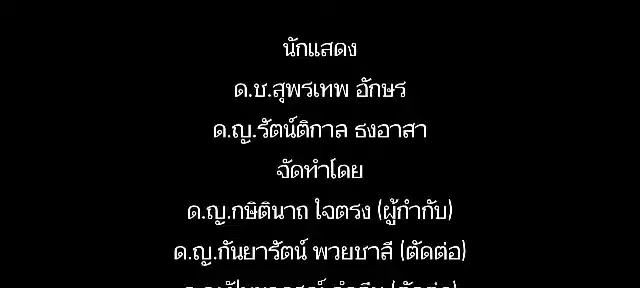 นักแสดง
ด.ช.สุพรเทพ อักษร
ด.ญ.รัตน์ติกาล ธงอาสา
จัดทำโดย
ด.ญ.กษิตินาถ ใจตรง (ผู้กำกับ)
ด.ญ.กันยารัตน์ พวยชาลี (ตัดต่อ)